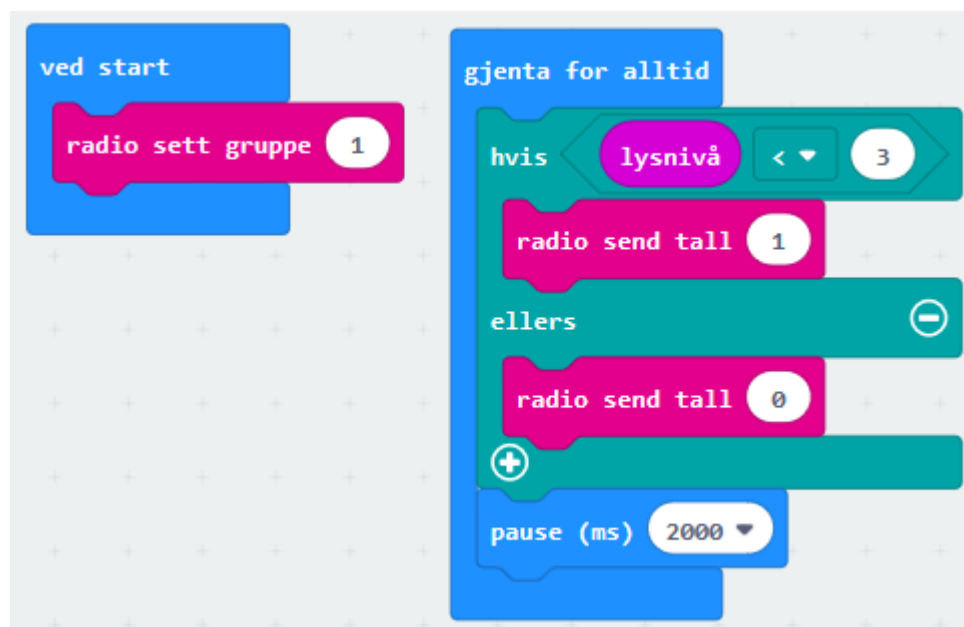 ved start
radio sett gruppe 1
gjenta for alltid
hvis lysnivå < 3
radio send tall 1
ellers
radio send tall 0
pause (ms) 2000